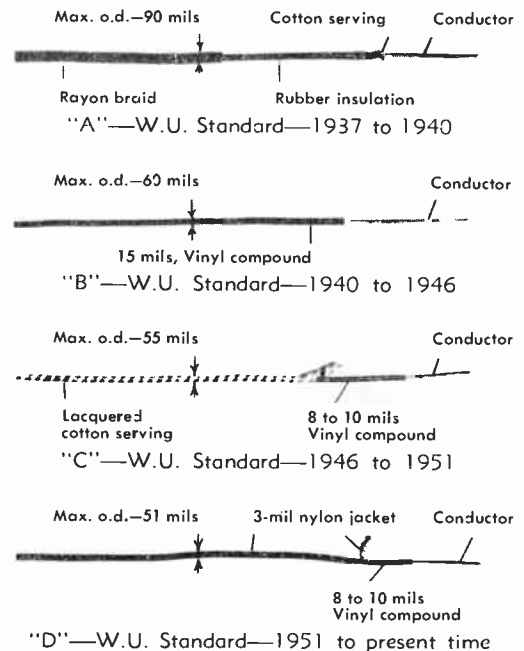 Max. o.d.—90 mils
Cotton serving
Conductor
Rayon braid
Rubber insulation
"A"—W.U. Standard—1937 to 1940
Max. o.d.—60 mils
Conductor
15 mils, Vinyl compound
"B"—W.U. Standard—1940 to 1946
Max. o.d.—55 mils
Conductor
Lacquered
cotton serving
8 to 10 mils
Vinyl compound
"C"—W.U. Standard—1946 to 1951
Max. o.d.—51 mils
3-mil nylon jacket
Conductor
8 to 10 mils
Vinyl compound
"D"—W.U. Standard—1951 to present time